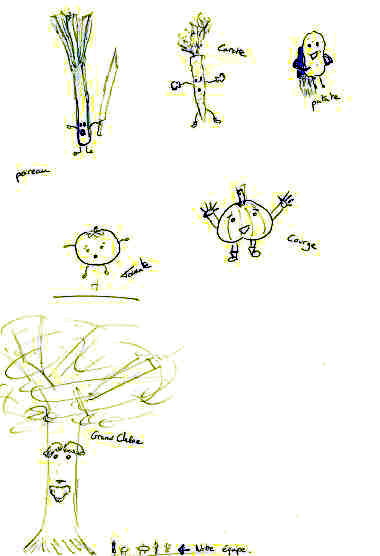 Carotte
patate
poireau
Courge
Tomate
Grand Chêne
← Notre équipe.